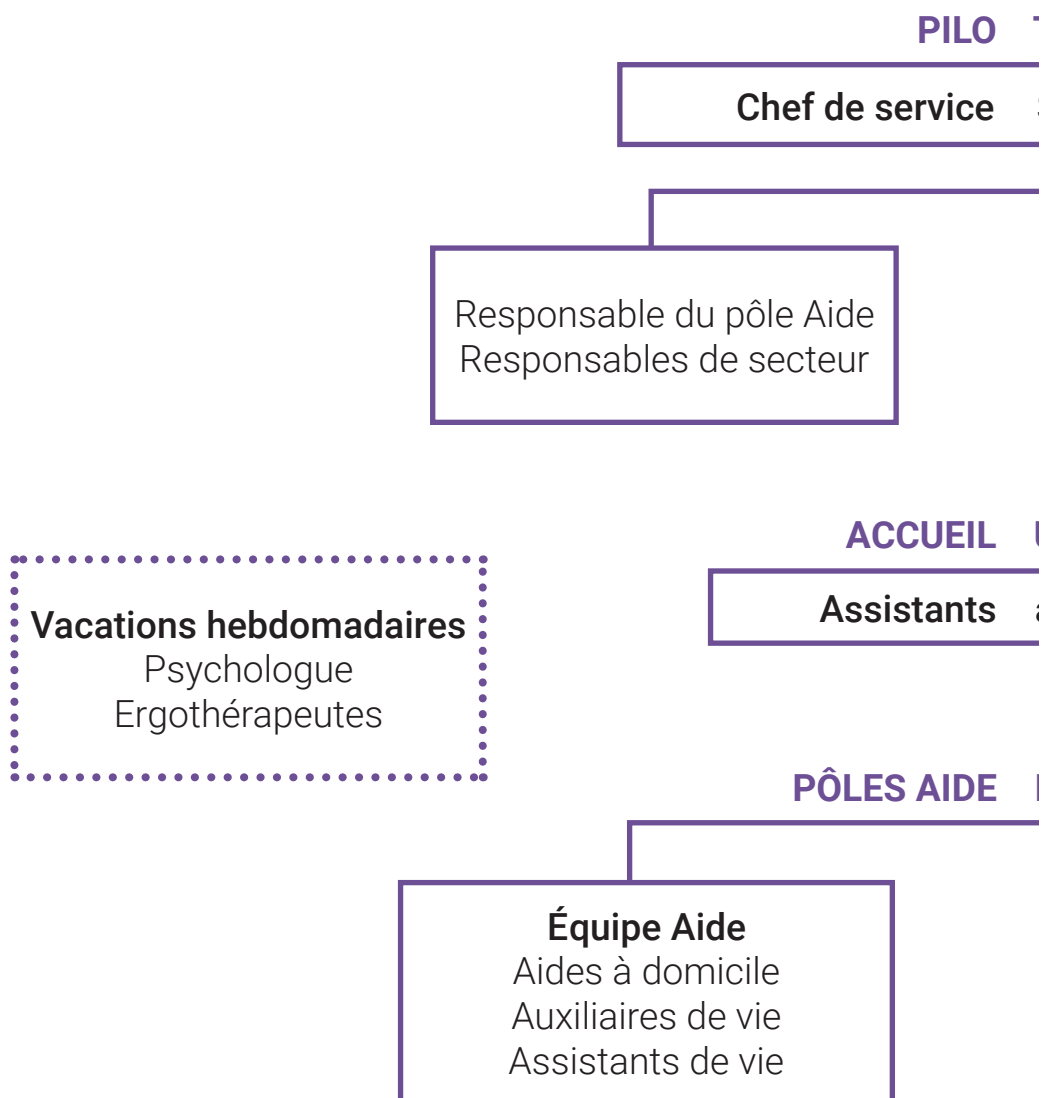 PILO
Chef de service
Responsable du pôle Aide
Responsables de secteur
ACCUEIL
Assistants
Vacations hebdomadaires
Psychologue
Ergothérapeutes
PÔLES AIDE
Équipe Aide
Aides à domicile
Auxiliaires de vie
Assistants de vie